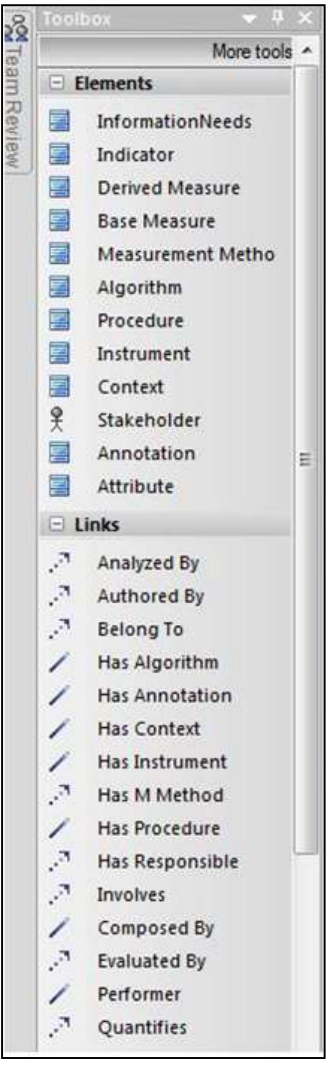 Team Review
Toolbox
More tools
Elements
InformationNeeds
Indicator
Derived Measure
Base Measure
Measurement Metho
Algorithm
Procedure
Instrument
Context
Stakeholder
Annotation
Attribute
Links
Analyzed By
Authored By
Belong To
Has Algorithm
Has Annotation
Has Context
Has Instrument
Has M Method
Has Procedure
Has Responsible
Involves
Composed By
Evaluated By
Performer
Quantifies